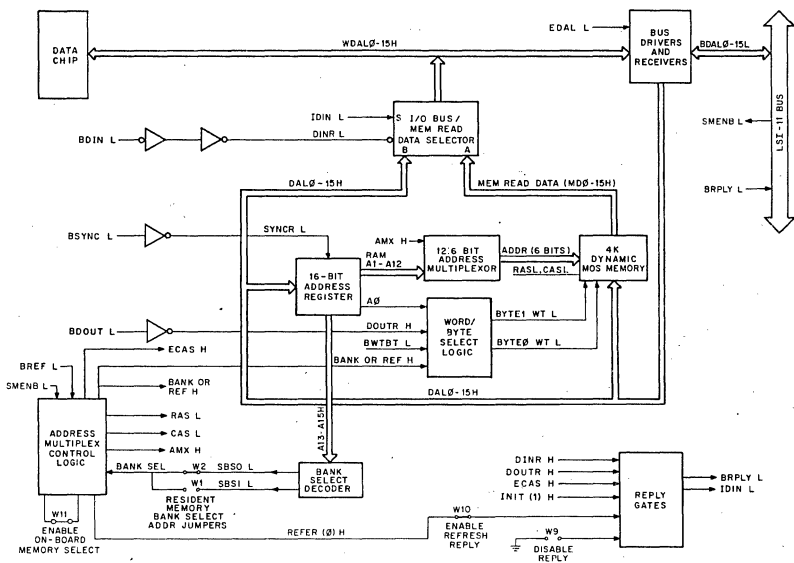 DATA
CHIP
WDALØ-15H
EDAL L
BUS
DRIVERS
AND
RECEIVERS
BDALØ-15L
LSI-11 BUS
SMENB L
BRPLY L
BDIN L
IDIN L
DINR L
S I/O BUS/
MEM READ
DATA SELECTOR
B A
DALØ-15H
MEM READ DATA (MDØ-15H)
BSYNC L
SYNCR L
AMX H
RAM
A1-A12
12:6 BIT
ADDRESS
MULTIPLEXOR
ADDR (6 BITS)
RASL, CASL
4K
DYNAMIC
MOS MEMORY
16-BIT
ADDRESS
REGISTER
AØ
BDOUT L
DOUTR H
BWTBT L
BANK OR REF H
WORD/
BYTE
SELECT
LOGIC
BYTE1 WT L
BYTEØ WT L
ECAS H
BREF L
SMENB L
BANK OR
REF H
DALØ-15H
ADDRESS
MULTIPLEX
CONTROL
LOGIC
RAS L
CAS L
AMX H
A13-A15H
BANK SEL
W2
SBSO L
W1
SBSI L
BANK
SELECT
DECODER
RESIDENT
MEMORY
BANK SELECT
ADDR JUMPERS
W11
ENABLE
ON-BOARD
MEMORY SELECT
REFER (Ø) H
W10
ENABLE
REFRESH
REPLY
W9
DISABLE
REPLY
DINR H
DOUTR H
ECAS H
INIT (1) H
REPLY
GATES
BRPLY L
IDIN L